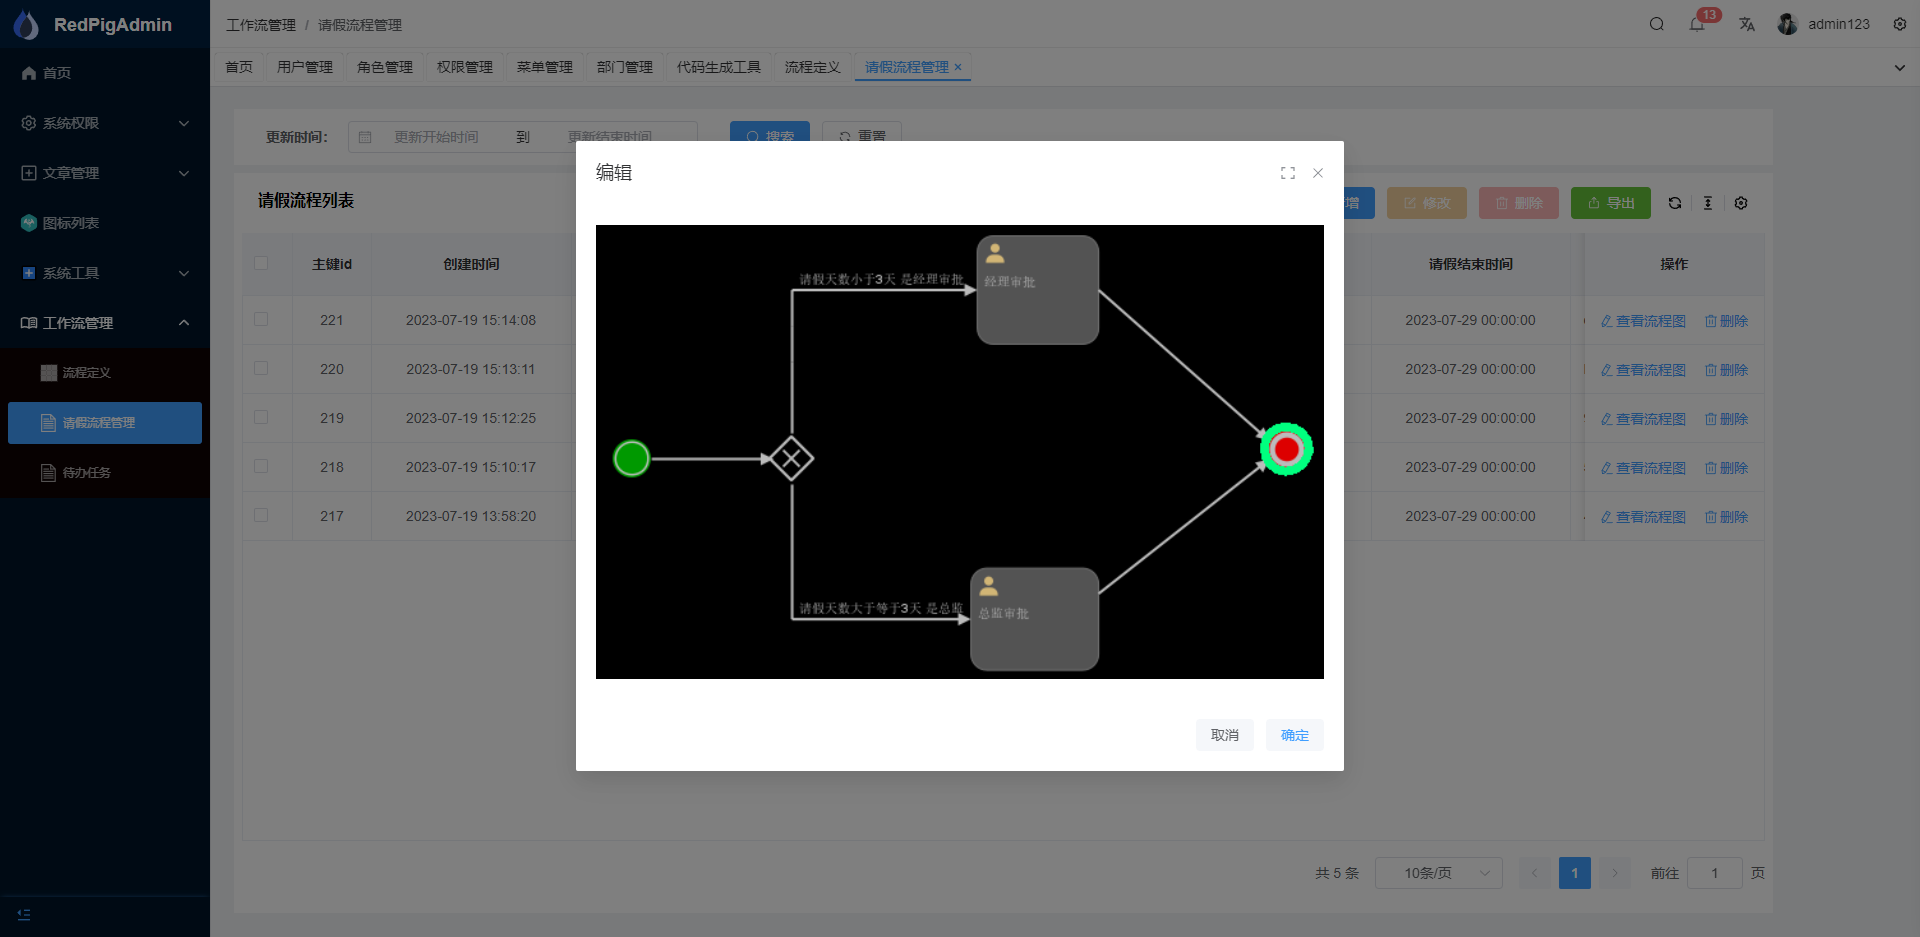 RedPigAdmin
首页
系统权限
文章管理
图标列表
系统工具
工作流管理
流程定义
请假流程管理
待办任务
工作流管理 / 请假流程管理
13
admin123
首页 用户管理 角色管理 权限管理 菜单管理 部门管理 代码生成工具 流程定义 请假流程管理
更新时间: 更新开始时间 到 更新结束时间 搜索 重置
请假流程列表
增 修改 删除 导出
主键id 创建时间 请假结束时间 操作
221 2023-07-19 15:14:08 2023-07-29 00:00:00 查看流程图 删除
220 2023-07-19 15:13:11 2023-07-29 00:00:00 查看流程图 删除
219 2023-07-19 15:12:25 2023-07-29 00:00:00 查看流程图 删除
218 2023-07-19 15:10:17 2023-07-29 00:00:00 查看流程图 删除
217 2023-07-19 13:58:20 2023-07-29 00:00:00 查看流程图 删除
编辑
请假天数小于3天 是经理审批
经理审批
请假天数大于等于3天 是总监
总监审批
取消 确定
共 5 条 10条/页 1 前往 1 页